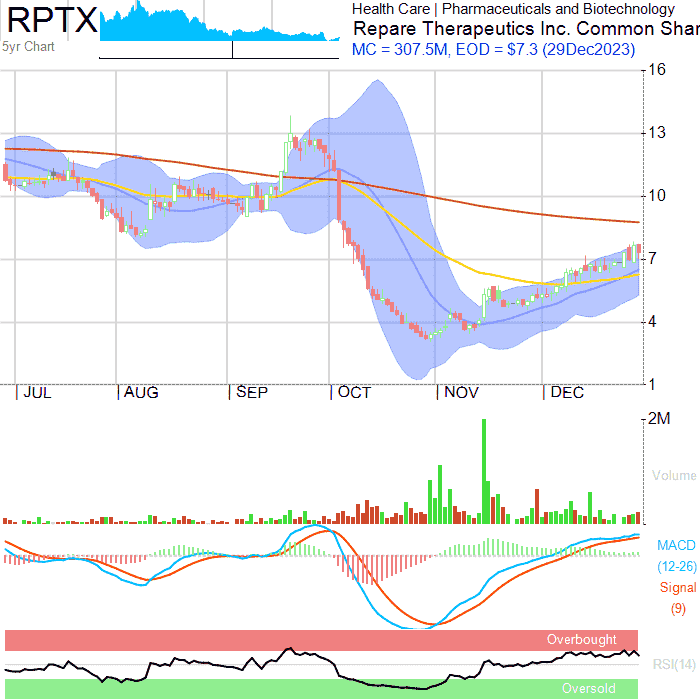 RPTX
5yr Chart
Health Care | Pharmaceuticals and Biotechnology
Repare Therapeutics Inc. Common Shar
MC = 307.5M, EOD = $7.3 (29Dec2023)
16
13
10
7
4
1
JUL AUG SEP OCT NOV DEC
2M
Volume
MACD
(12-26)
Signal
(9)
Overbought
RSI(14)
Oversold